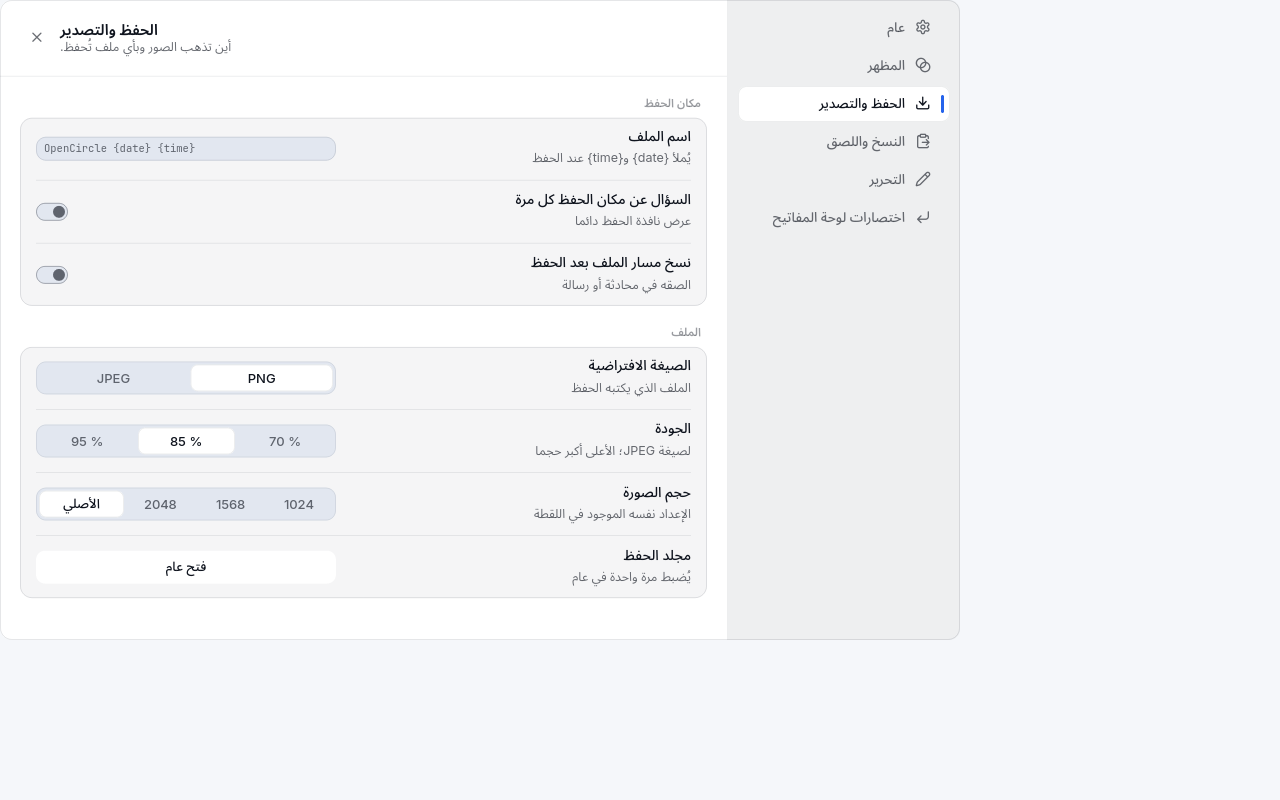 عام
المظهر
الحفظ والتصدير
النسخ واللصق
التحرير
اختصارات لوحة المفاتيح
الحفظ والتصدير
أين تذهب الصور وبأي ملف تُحفظ.
مكان الحفظ
اسم الملف
يُملأ {date} و{time} عند الحفظ
OpenCircle {date} {time}
السؤال عن مكان الحفظ كل مرة
عرض نافذة الحفظ دائما
نسخ مسار الملف بعد الحفظ
الصقه في محادثة أو رسالة
الملف
الصيغة الافتراضية
الملف الذي يكتبه الحفظ
PNG JPEG
الجودة
لصيغة JPEG؛ الأعلى أكبر حجما
70 % 85 % 95 %
حجم الصورة
الإعداد نفسه الموجود في اللقطة
1024 1568 2048 الأصلي
مجلد الحفظ
يُضبط مرة واحدة في عام
فتح عام